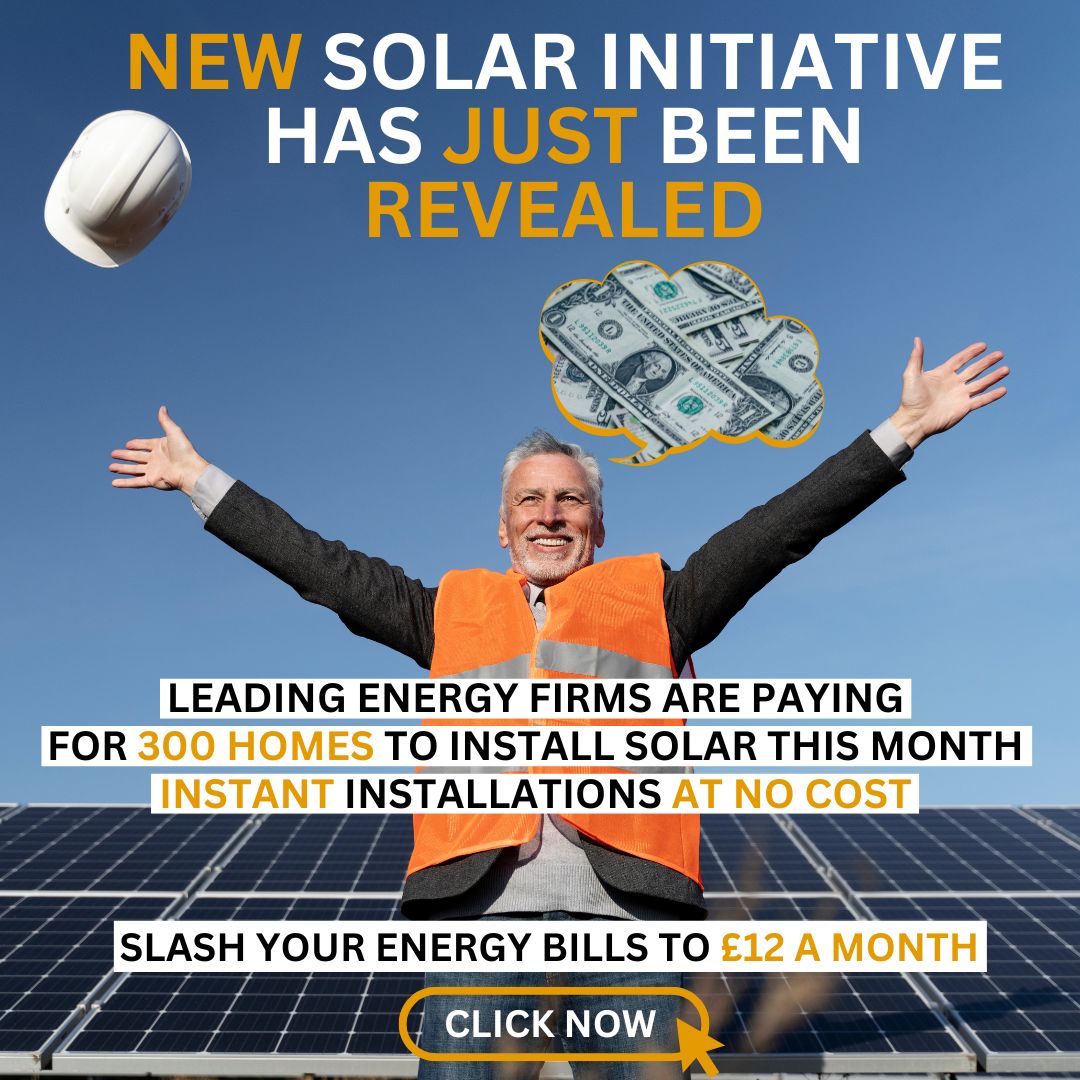 NEW SOLAR INITIATIVE
HAS JUST BEEN
REVEALED
LEADING ENERGY FIRMS ARE PAYING
FOR 300 HOMES TO INSTALL SOLAR THIS MONTH
INSTANT INSTALLATIONS AT NO COST
SLASH YOUR ENERGY BILLS TO £12 A MONTH
CLICK NOW